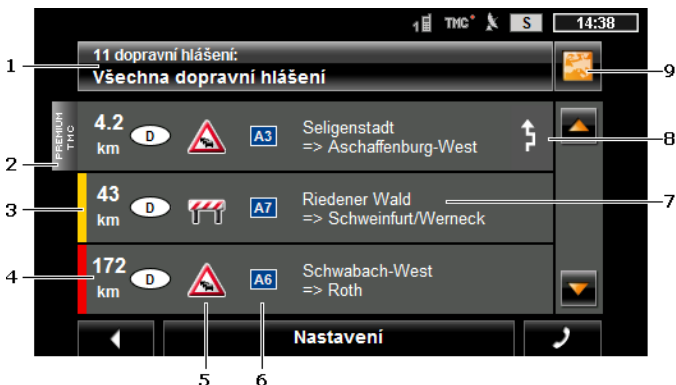 1 TMC S 14:38
11 dopravní hlášení:
Všechna dopravní hlášení
1
9
PREMIUM
TMC
4.2
km
D
A3
Seligenstadt
=> Aschaffenburg-West
8
2
43
km
D
A7
Riedener Wald
=> Schweinfurt/Werneck
7
3
172
km
D
A6
Schwabach-West
=> Roth
4
Nastavení
5 6